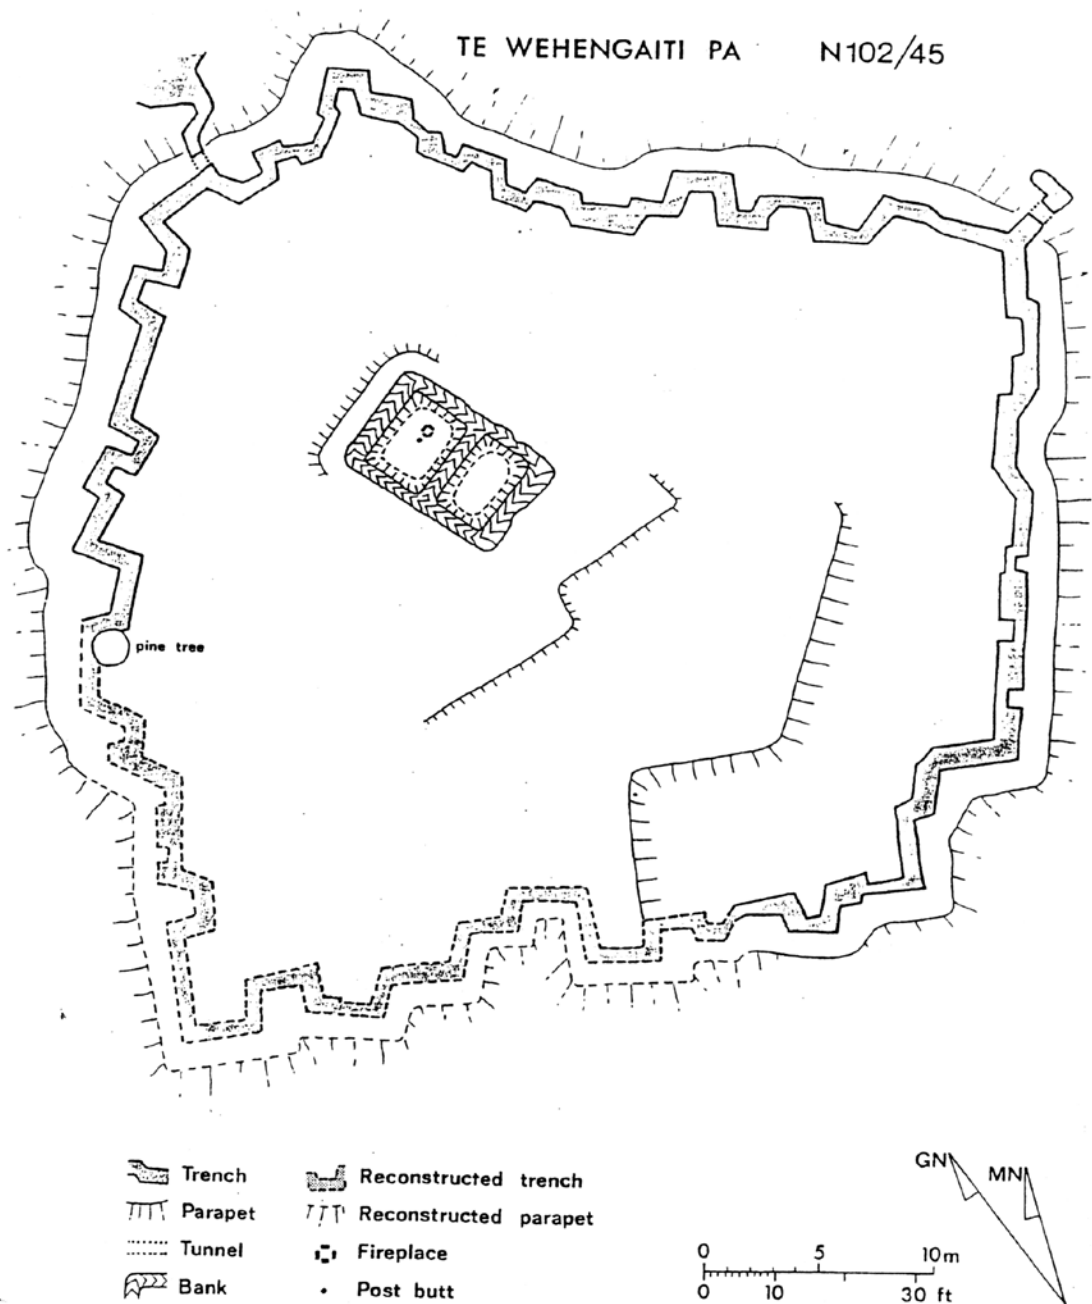 TE WEHENGAITI PA N102/45
pine tree
Trench
Parapet
Tunnel
Bank
Reconstructed trench
Reconstructed parapet
Fireplace
Post butt
GN
MN
0 5 10m
0 10 30 ft